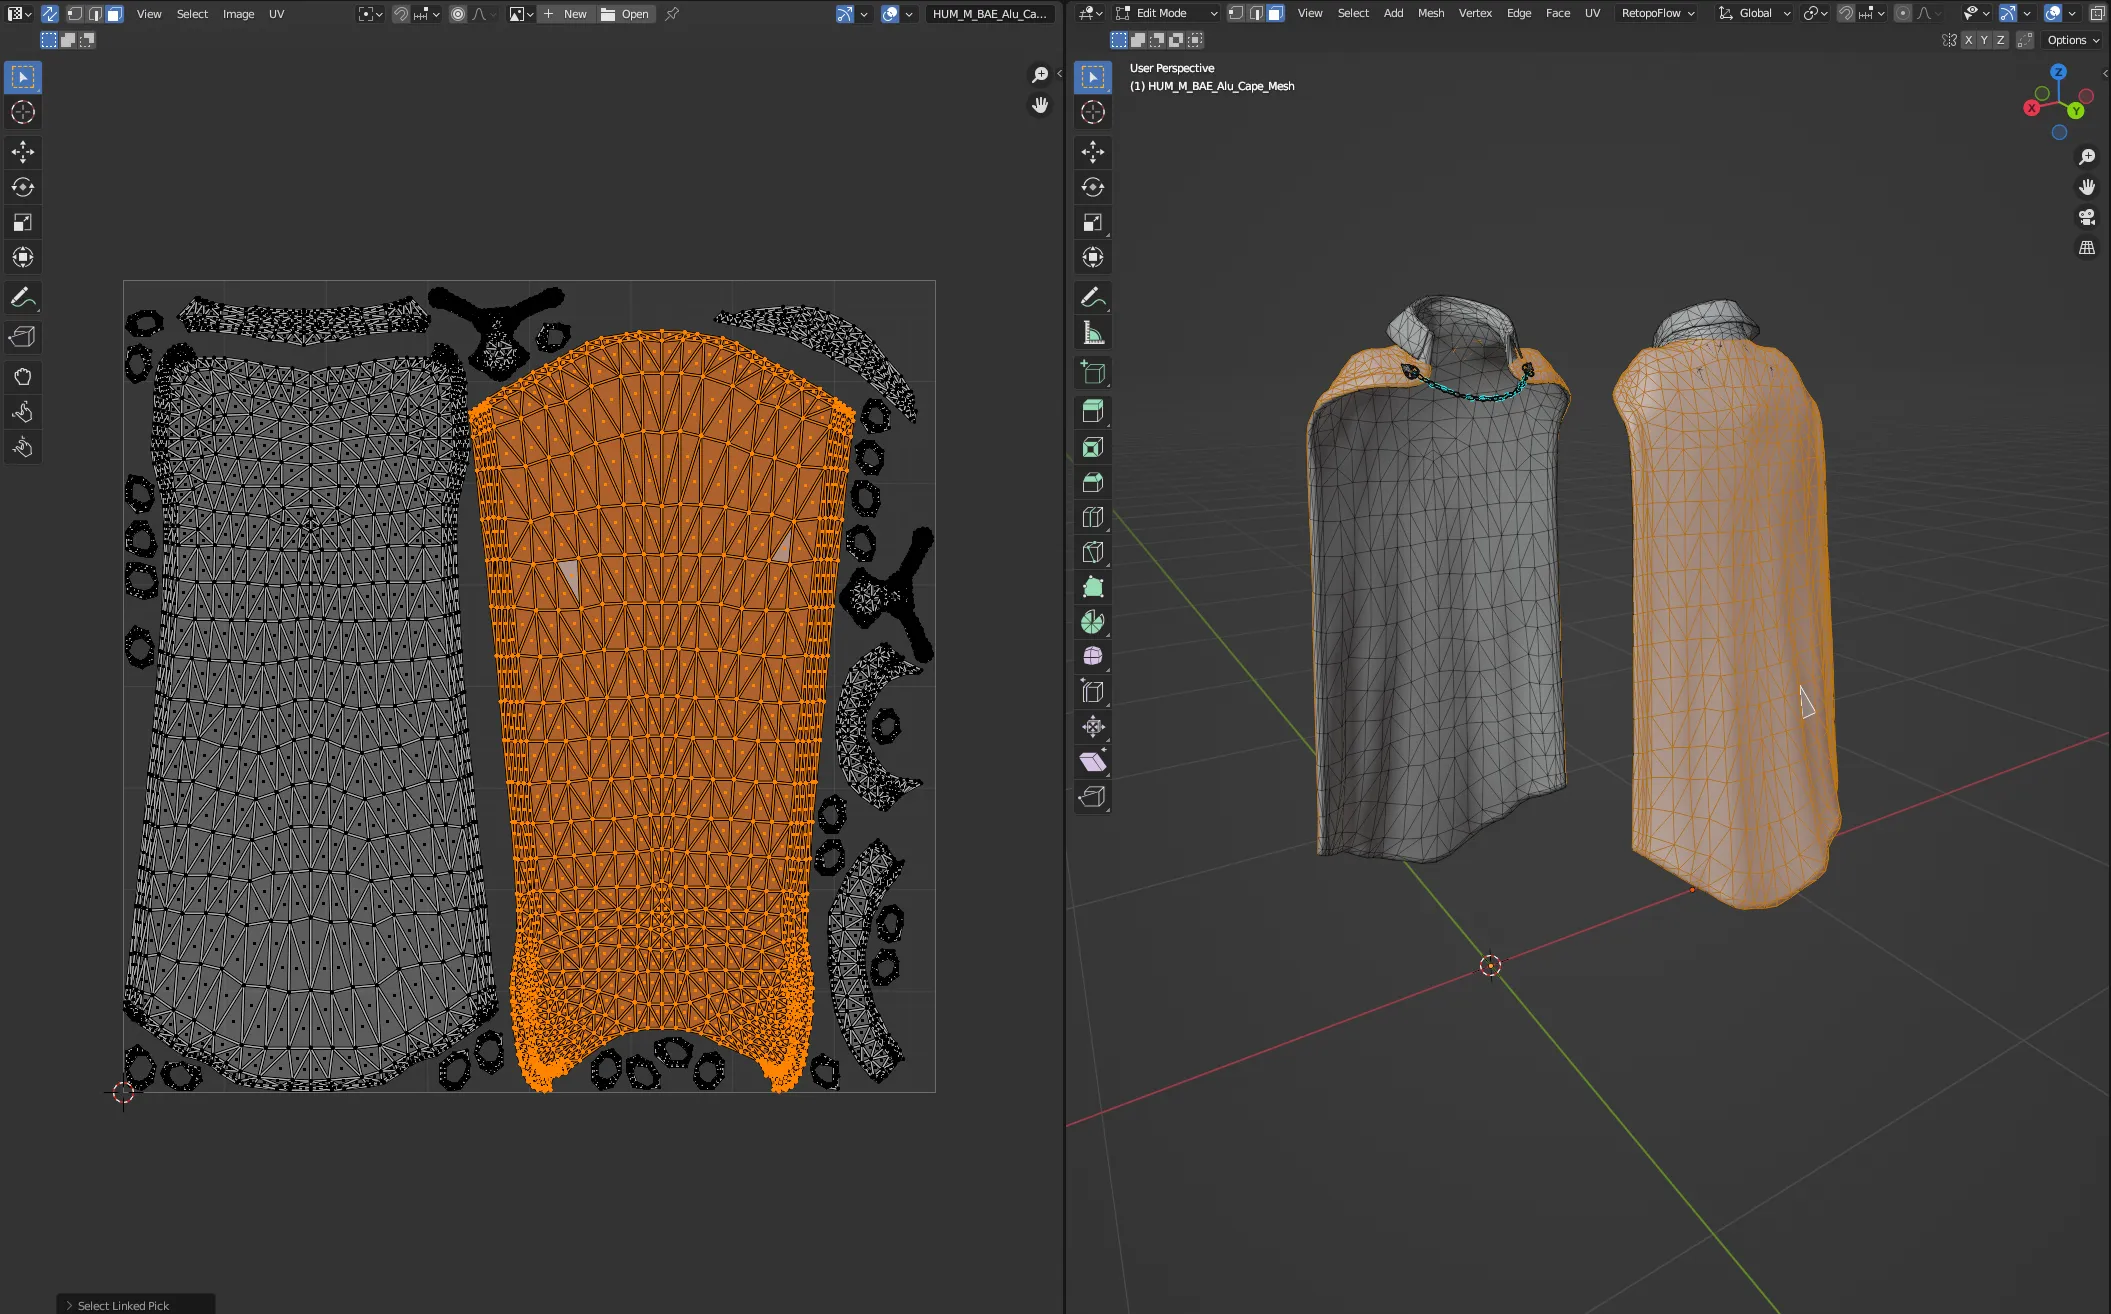 View Select Image UV New Open HUM_M_BAE_Alu_Ca...
Edit Mode View Select Add Mesh Vertex Edge Face UV RetopoFlow Global
X Y Z Options
User Perspective
(1) HUM_M_BAE_Alu_Cape_Mesh
Z
X
Y
Select Linked Pick